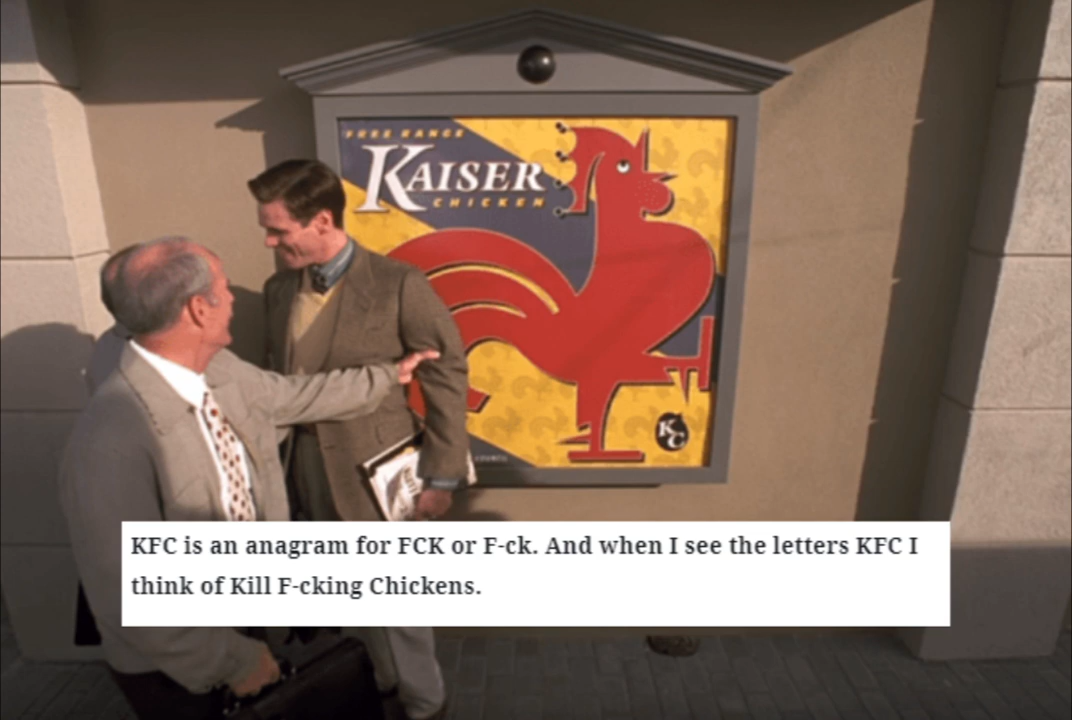 FREE RANGE
KAISER
CHICKEN
KC
COUNCIL
KFC is an anagram for FCK or F-ck. And when I see the letters KFC I
think of Kill F-cking Chickens.